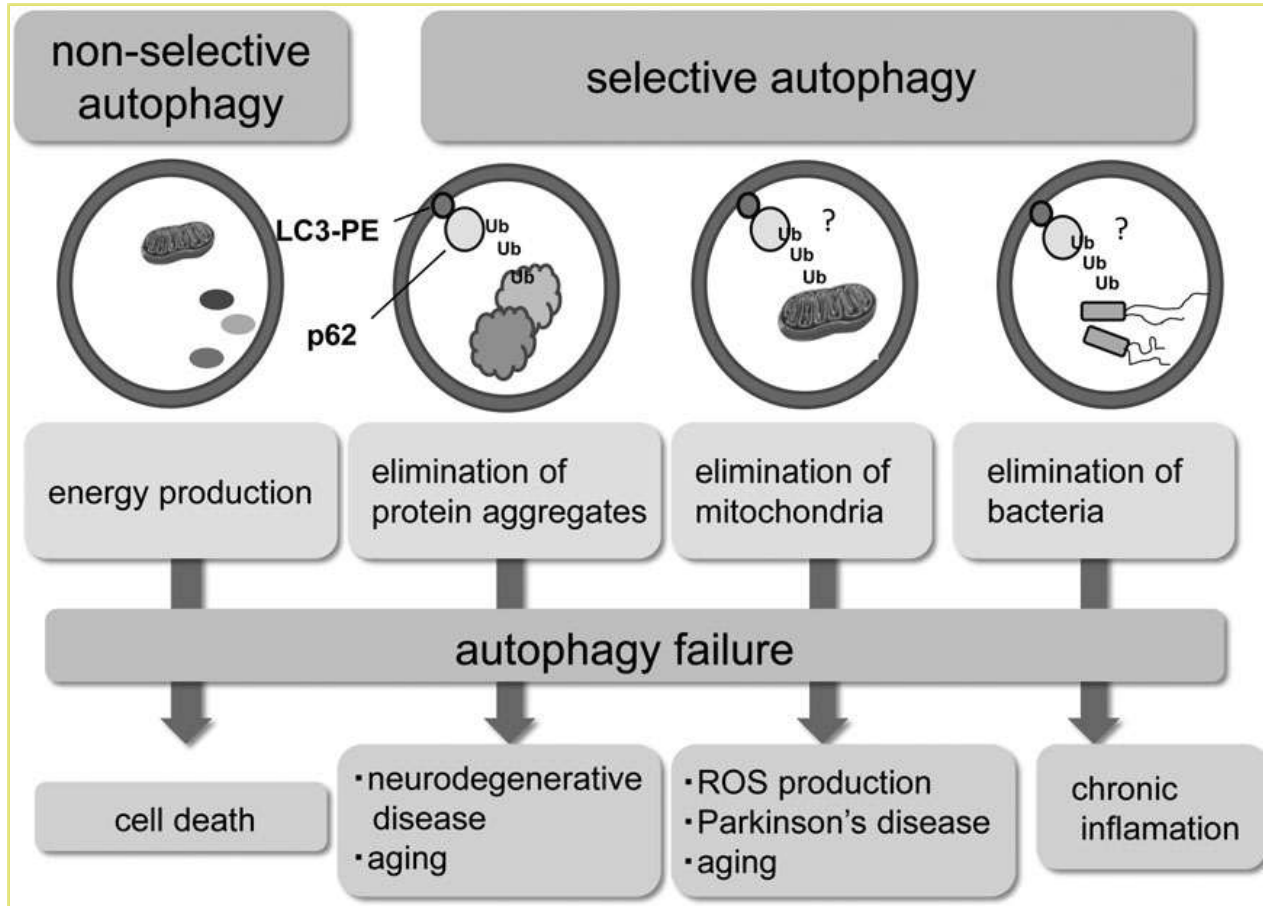 non-selective
autophagy
selective autophagy
LC3-PE
p62
Ub
Ub
Ub
?
Ub
Ub
Ub
?
Ub
Ub
Ub
energy production
elimination of
protein aggregates
elimination of
mitochondria
elimination of
bacteria
autophagy failure
cell death
・neurodegenerative
disease
・aging
・ROS production
・Parkinson's disease
・aging
chronic
inflamation